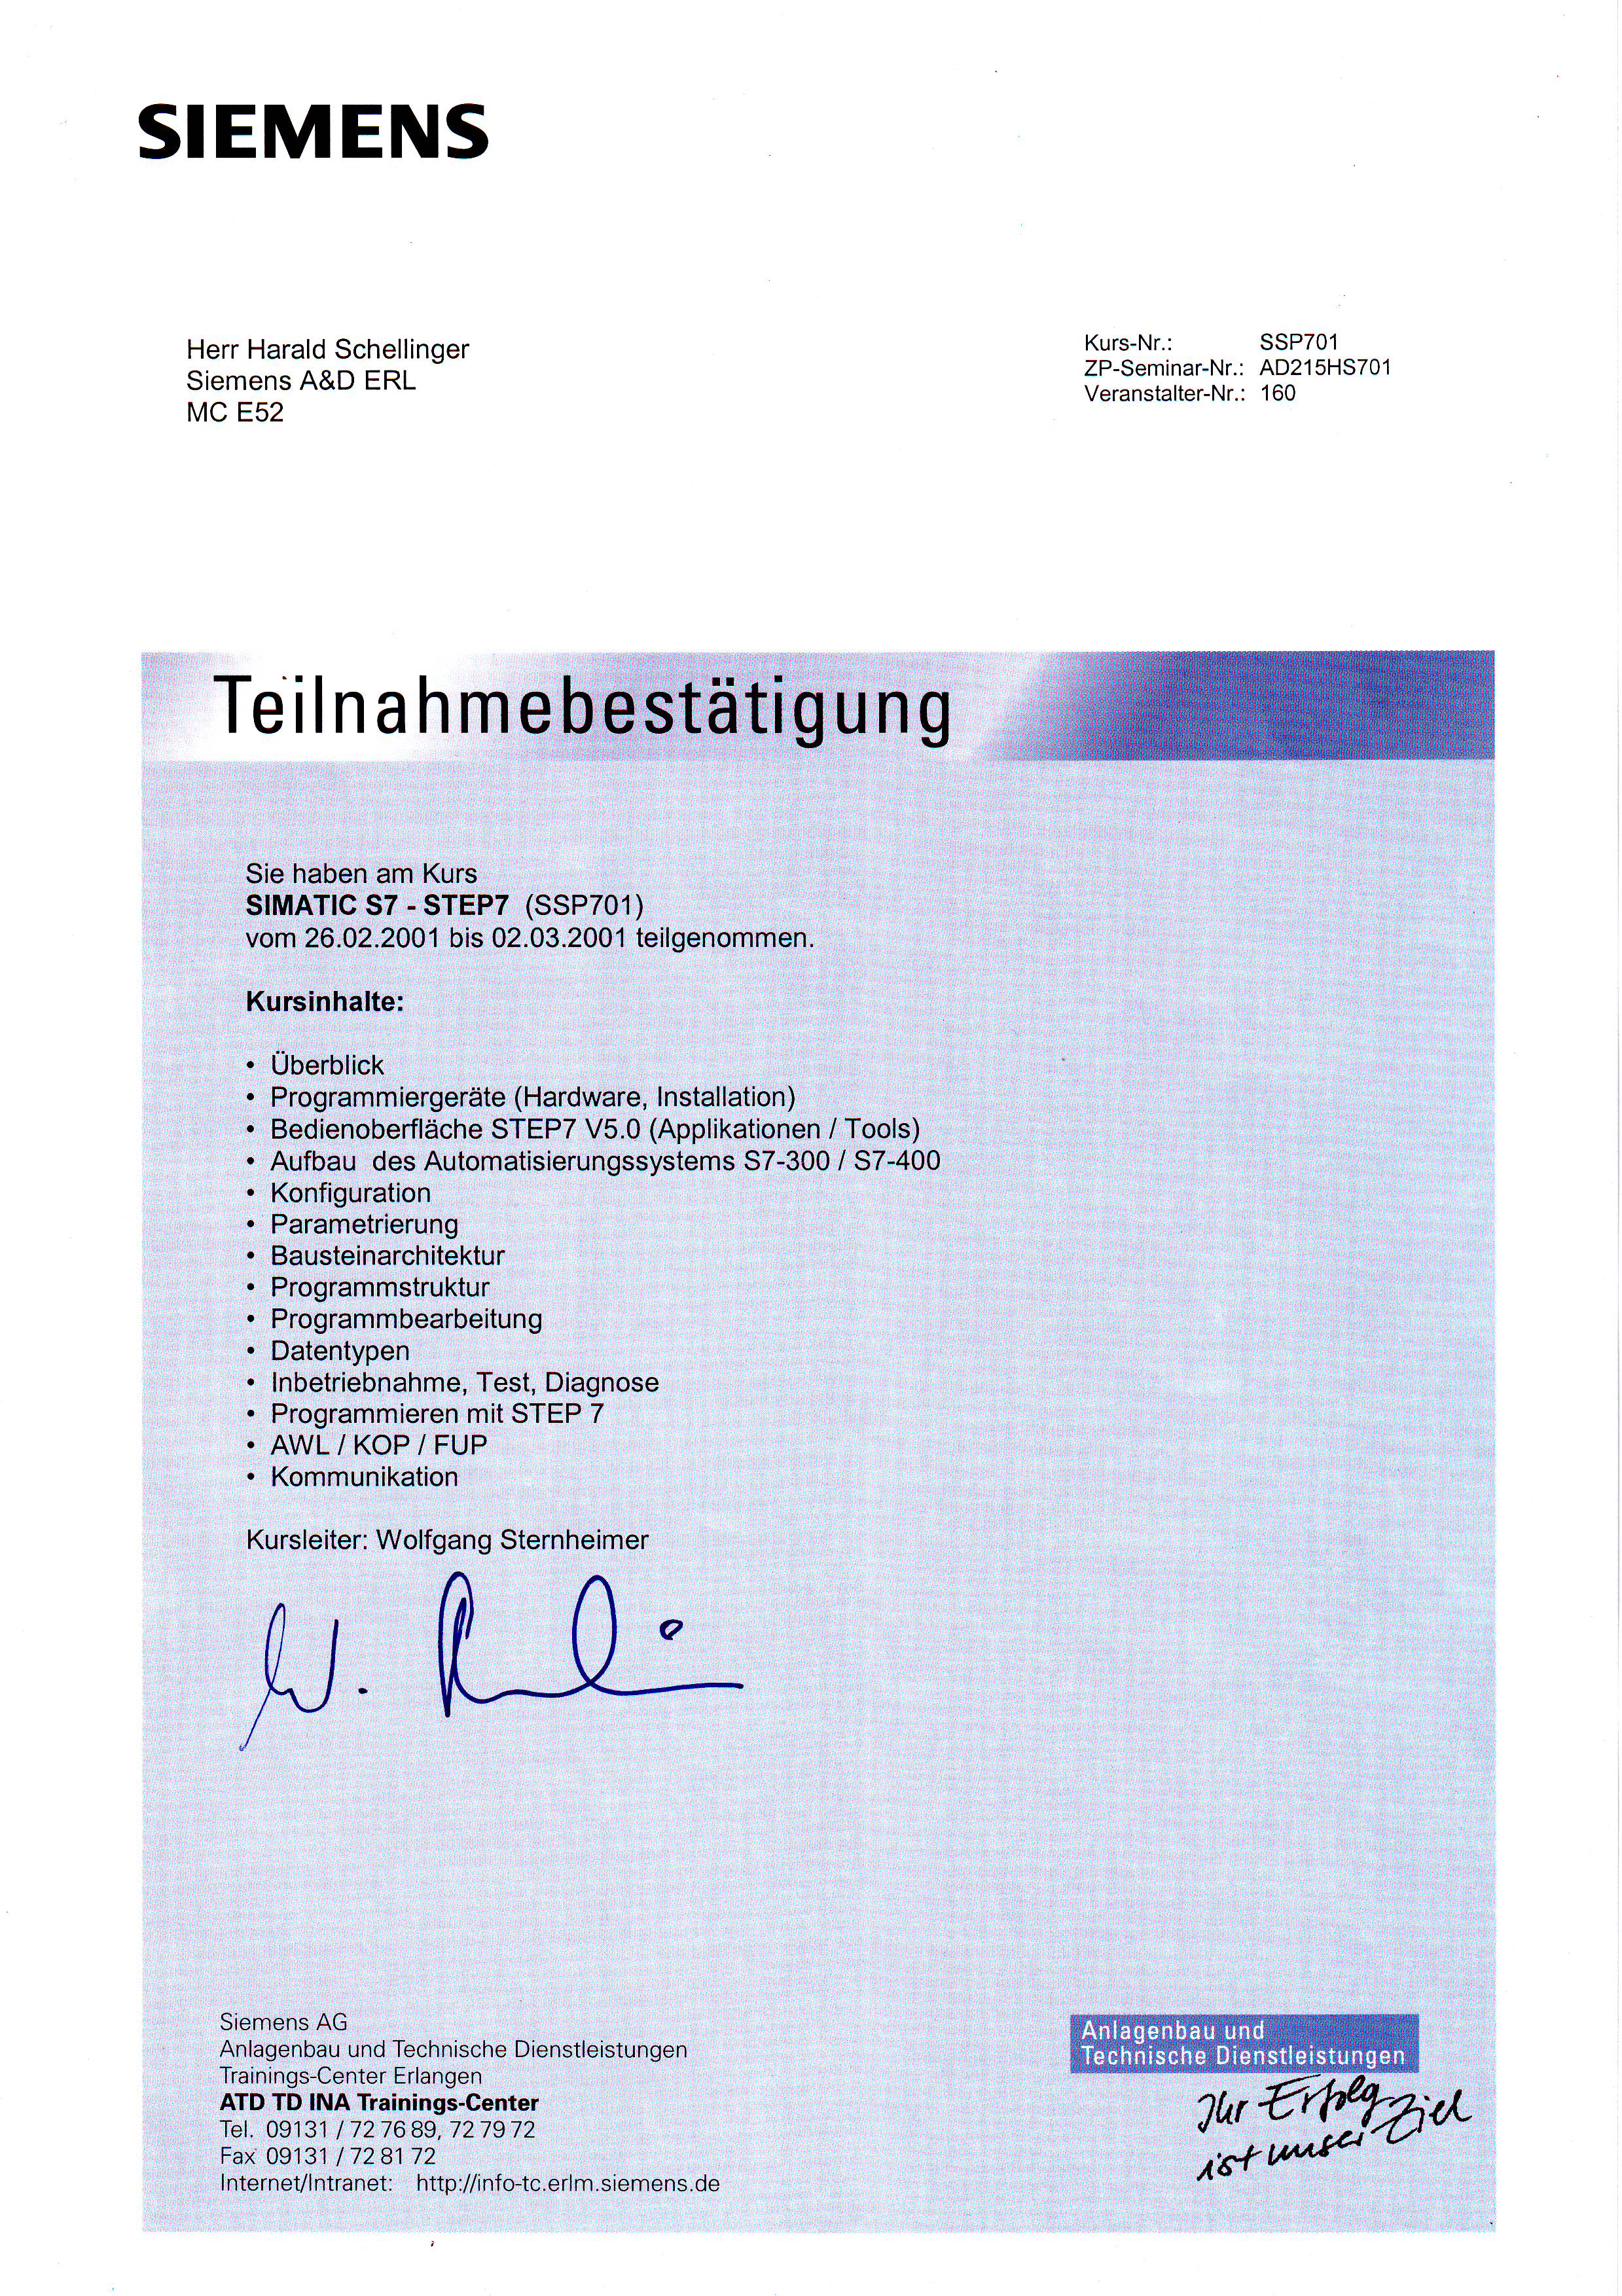 SIEMENS
Herr Harald Schellinger
Siemens A&D ERL
MC E52
Kurs-Nr.: SSP701
ZP-Seminar-Nr.: AD215HS701
Veranstalter-Nr.: 160
Teilnahmebestätigung
Sie haben am Kurs
SIMATIC S7 - STEP7 (SSP701)
vom 26.02.2001 bis 02.03.2001 teilgenommen.
Kursinhalte:
• Überblick
• Programmiergeräte (Hardware, Installation)
• Bedienoberfläche STEP7 V5.0 (Applikationen / Tools)
• Aufbau des Automatisierungssystems S7-300 / S7-400
• Konfiguration
• Parametrierung
• Bausteinarchitektur
• Programmstruktur
• Programmbearbeitung
• Datentypen
• Inbetriebnahme, Test, Diagnose
• Programmieren mit STEP 7
• AWL / KOP / FUP
• Kommunikation
Kursleiter: Wolfgang Sternheimer
Siemens AG
Anlagenbau und Technische Dienstleistungen
Trainings-Center Erlangen
ATD TD INA Trainings-Center
Tel. 09131 / 72 76 89, 72 79 72
Fax 09131 / 72 81 72
Internet/Intranet: http://info-tc.erlm.siemens.de
Anlagenbau und
Technische Dienstleistungen
Ihr Erfolg
ist unser Ziel